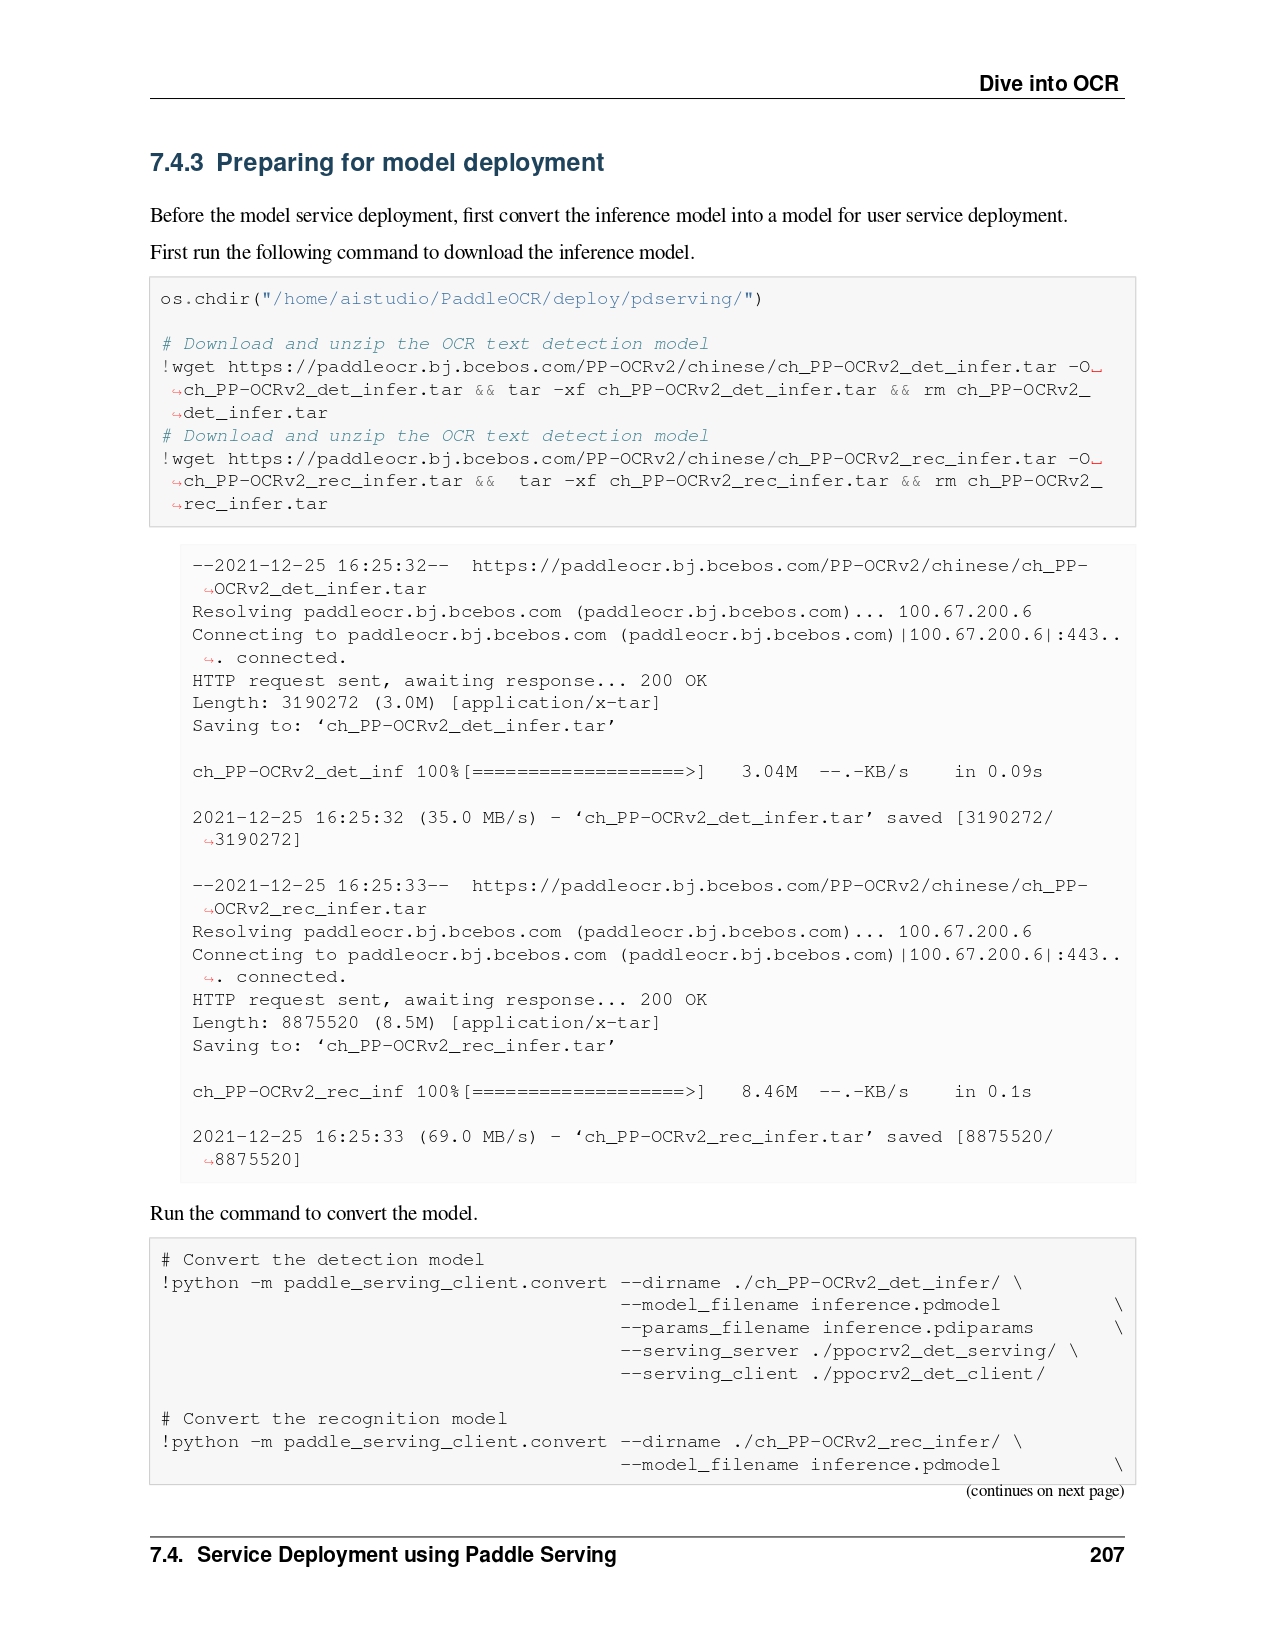 Dive into OCR
7.4.3 Preparing for model deployment
Before the model service deployment, first convert the inference model into a model for user service deployment.
First run the following command to download the inference model.
os.chdir("/home/aistudio/PaddleOCR/deploy/pdserving/")
# Download and unzip the OCR text detection model
!wget https://paddleocr.bj.bcebos.com/PP-OCRv2/chinese/ch_PP-OCRv2_det_infer.tar -O␣
↪ch_PP-OCRv2_det_infer.tar && tar -xf ch_PP-OCRv2_det_infer.tar && rm ch_PP-OCRv2_
↪det_infer.tar
# Download and unzip the OCR text detection model
!wget https://paddleocr.bj.bcebos.com/PP-OCRv2/chinese/ch_PP-OCRv2_rec_infer.tar -O␣
↪ch_PP-OCRv2_rec_infer.tar &&  tar -xf ch_PP-OCRv2_rec_infer.tar && rm ch_PP-OCRv2_
↪rec_infer.tar
--2021-12-25 16:25:32--  https://paddleocr.bj.bcebos.com/PP-OCRv2/chinese/ch_PP-
↪OCRv2_det_infer.tar
Resolving paddleocr.bj.bcebos.com (paddleocr.bj.bcebos.com)... 100.67.200.6
Connecting to paddleocr.bj.bcebos.com (paddleocr.bj.bcebos.com)|100.67.200.6|:443..
↪. connected.
HTTP request sent, awaiting response... 200 OK
Length: 3190272 (3.0M) [application/x-tar]
Saving to: ‘ch_PP-OCRv2_det_infer.tar’
ch_PP-OCRv2_det_inf 100%[===================>]   3.04M  --.-KB/s    in 0.09s
2021-12-25 16:25:32 (35.0 MB/s) - ‘ch_PP-OCRv2_det_infer.tar’ saved [3190272/
↪3190272]
--2021-12-25 16:25:33--  https://paddleocr.bj.bcebos.com/PP-OCRv2/chinese/ch_PP-
↪OCRv2_rec_infer.tar
Resolving paddleocr.bj.bcebos.com (paddleocr.bj.bcebos.com)... 100.67.200.6
Connecting to paddleocr.bj.bcebos.com (paddleocr.bj.bcebos.com)|100.67.200.6|:443..
↪. connected.
HTTP request sent, awaiting response... 200 OK
Length: 8875520 (8.5M) [application/x-tar]
Saving to: ‘ch_PP-OCRv2_rec_infer.tar’
ch_PP-OCRv2_rec_inf 100%[===================>]   8.46M  --.-KB/s    in 0.1s
2021-12-25 16:25:33 (69.0 MB/s) - ‘ch_PP-OCRv2_rec_infer.tar’ saved [8875520/
↪8875520]
Run the command to convert the model.
# Convert the detection model
!python -m paddle_serving_client.convert --dirname ./ch_PP-OCRv2_det_infer/ \
--model_filename inference.pdmodel          \
--params_filename inference.pdiparams       \
--serving_server ./ppocrv2_det_serving/ \
--serving_client ./ppocrv2_det_client/
# Convert the recognition model
!python -m paddle_serving_client.convert --dirname ./ch_PP-OCRv2_rec_infer/ \
--model_filename inference.pdmodel          \
(continues on next page)
7.4. Service Deployment using Paddle Serving 207